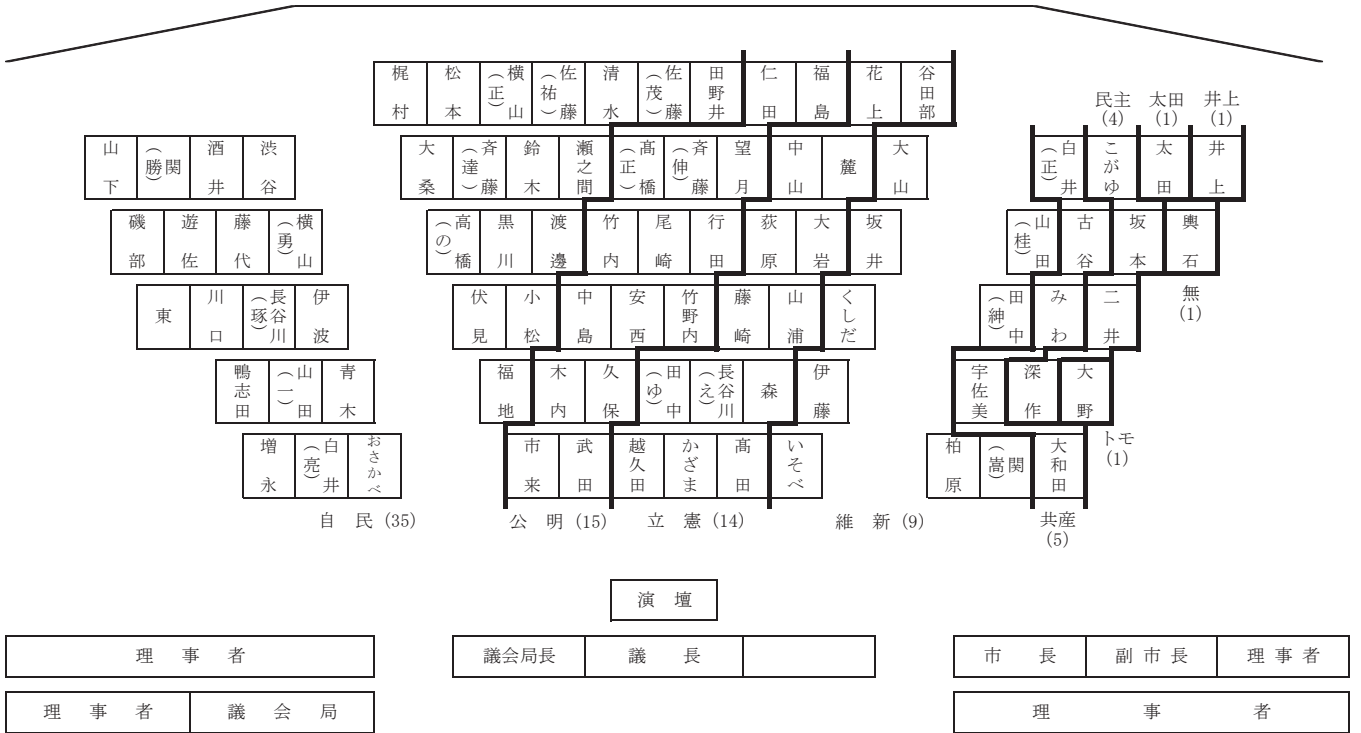 梶村 松本 横山(正) 佐藤(祐) 清水 佐藤(茂) 田野井 仁田 福島 花上 谷田部
民主(4) 太田(1) 井上(1)
山下 関(勝) 酒井 渋谷 大桑 斉藤(達) 鈴木 瀬之間 髙橋(正) 斉藤(伸) 望月 中山 麓 大山 白井(正) こがゆ 太田 井上
磯部 遊佐 藤代 横山(勇) 高橋(の) 黒川 渡邊 竹内 尾崎 行田 荻原 大岩 坂井 山田(桂) 古谷 坂本 輿石
東 川口 長谷川(琢) 伊波 伏見 小松 中島 安西 竹野内 藤崎 山浦 くしだ 田中(紳) みわ 二井 無(1)
鴨志田 山田(一) 青木 福地 木内 久保 田中(ゆ) 長谷川(え) 森 伊藤 宇佐美 深作 大野
増永 白井(亮) おさかべ 市来 武田 越久田 かざま 髙田 いそべ 柏原 関(嵩) 大和田 トモ(1)
自民(35) 公明(15) 立憲(14) 維新(9) 共産(5)
演壇
理事者 議会局長 議長 市長 副市長 理事者
理事者 議会局 理事者